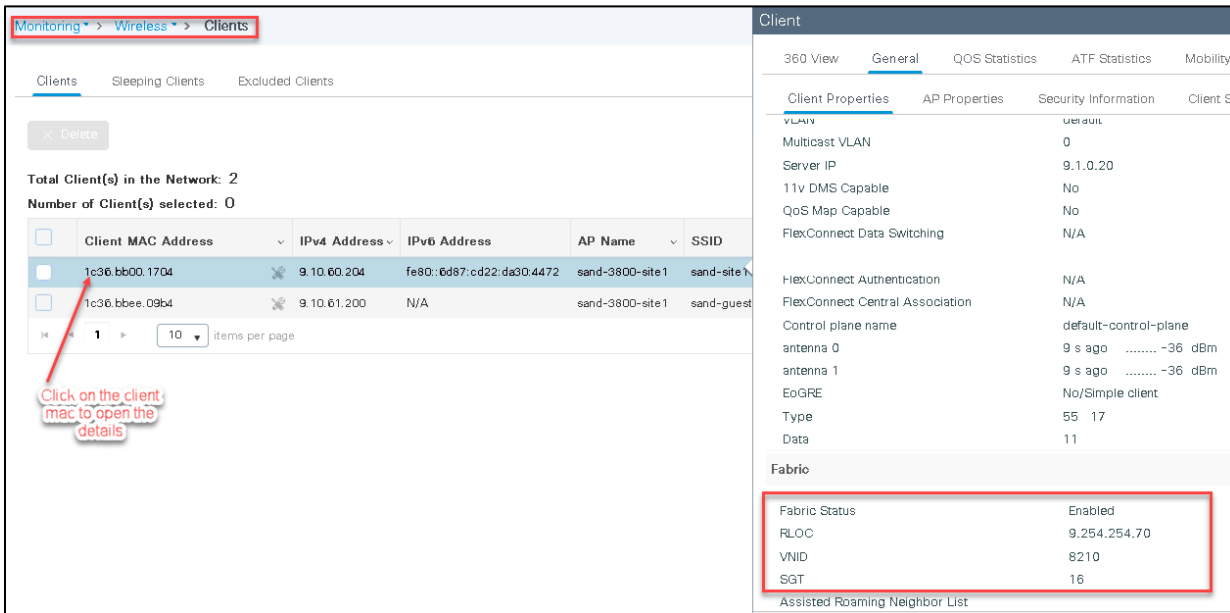 Monitoring > Wireless > Clients
Clients Sleeping Clients Excluded Clients
× Delete
Total Client(s) in the Network: 2
Number of Client(s) selected: 0
Client MAC Address IPv4 Address IPv6 Address AP Name SSID
1c36.bb00.1704 9.10.60.204 fe80::6d87:cd22:da30:4472 sand-3800-site1 sand-site1
1c36.bbee.09b4 9.10.61.200 N/A sand-3800-site1 sand-guest
1 10 items per page
Click on the client
mac to open the
details
Client
360 View General QOS Statistics ATF Statistics Mobility
Client Properties AP Properties Security Information Client S
VLAN default
Multicast VLAN 0
Server IP 9.1.0.20
11v DMS Capable No
QoS Map Capable No
FlexConnect Data Switching N/A
FlexConnect Authentication N/A
FlexConnect Central Association N/A
Control plane name default-control-plane
antenna 0 9 s ago ........ -36 dBm
antenna 1 9 s ago ........ -36 dBm
EoGRE No/Simple client
Type 55 17
Data 11
Fabric
Fabric Status Enabled
RLOC 9.254.254.70
VNID 8210
SGT 16
Assisted Roaming Neighbor List